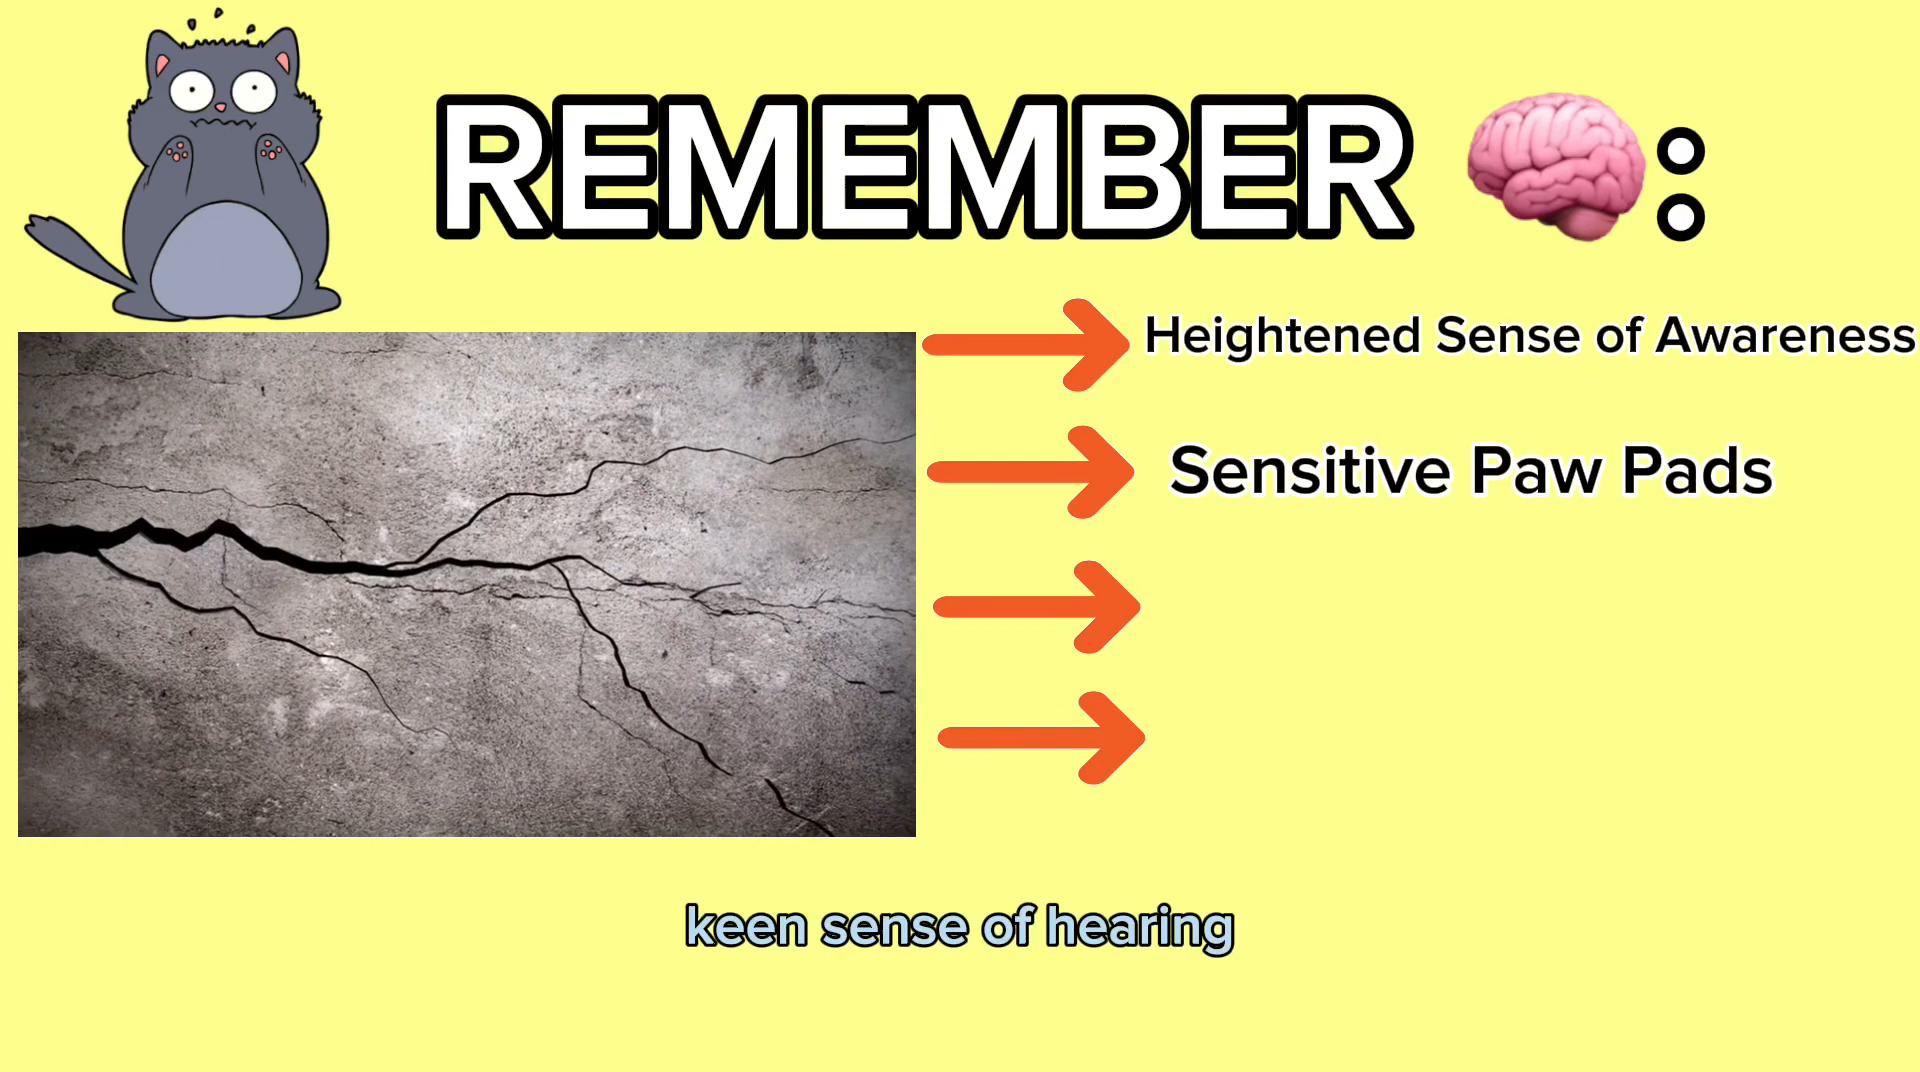 REMEMBER 🧠:
Heightened Sense of Awareness
Sensitive Paw Pads
keen sense of hearing